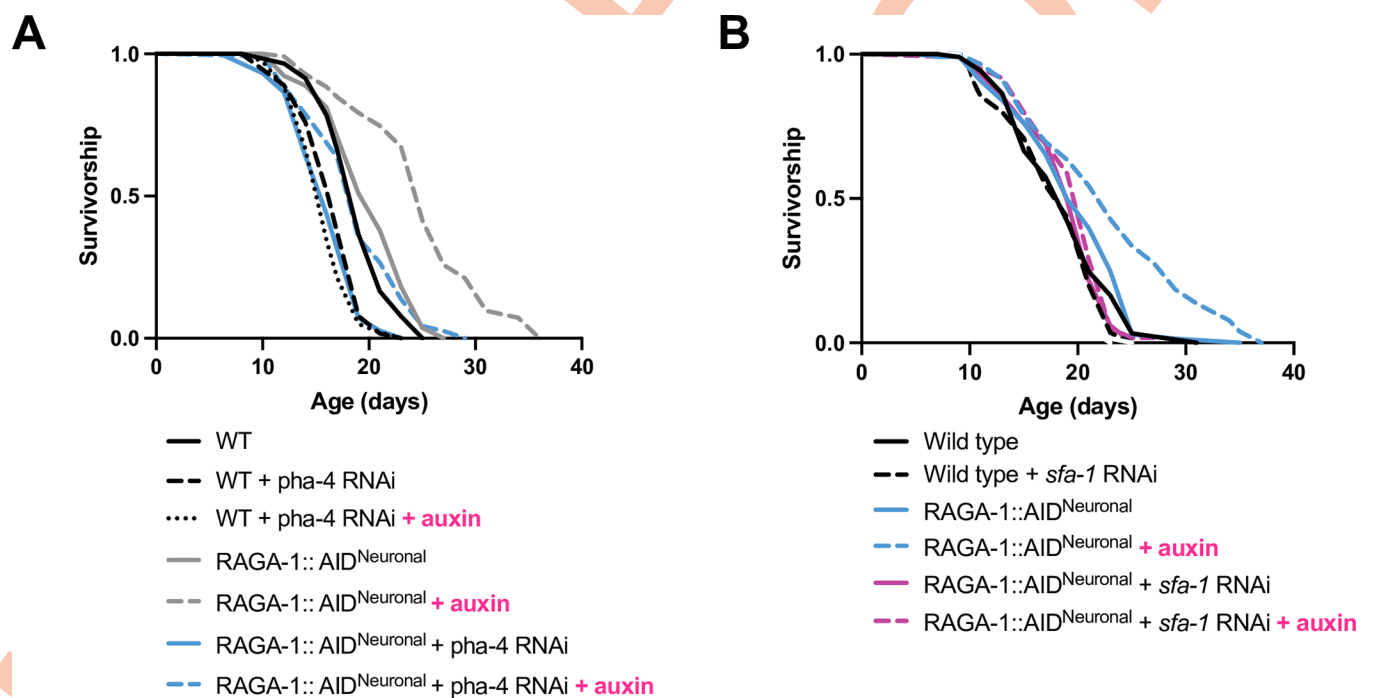 A
B
1.0
0.5
0.0
Survivorship
0
10
20
30
40
Age (days)
WT
WT + pha-4 RNAi
WT + pha-4 RNAi + auxin
RAGA-1:: AIDNeuronal
RAGA-1:: AIDNeuronal + auxin
RAGA-1:: AIDNeuronal + pha-4 RNAi
RAGA-1:: AIDNeuronal + pha-4 RNAi + auxin
1.0
0.5
0.0
Survivorship
0
10
20
30
40
Age (days)
Wild type
Wild type + sfa-1 RNAi
RAGA-1::AIDNeuronal
RAGA-1::AIDNeuronal + auxin
RAGA-1::AIDNeuronal + sfa-1 RNAi
RAGA-1::AIDNeuronal + sfa-1 RNAi + auxin